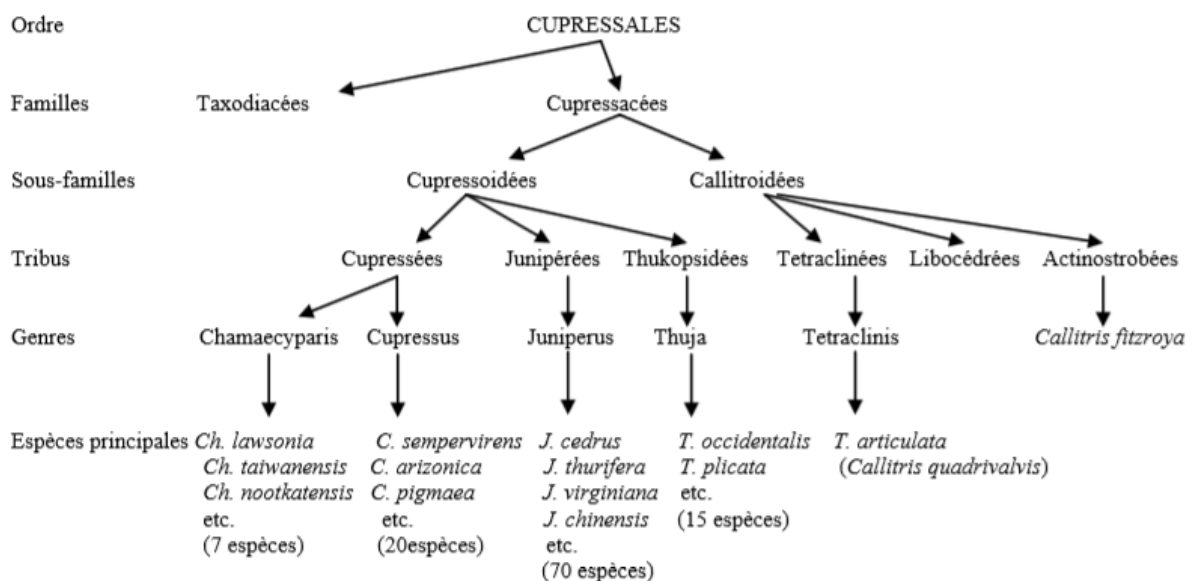 Ordre CUPRESSALES
Familles Taxodiacées Cupressacées
Sous-familles Cupressoidées Callitroidées
Tribus Cupressées Junipérées Thukopsidées Tetraclinées Libocédrées Actinostrobées
Genres Chamaecyparis Cupressus Juniperus Thuja Tetraclinis Callitris fitzroya
Espèces principales Ch. lawsonia C. sempervirens J. cedrus T. occidentalis T. articulata
Ch. taiwanensis C. arizonica J. thurifera T. plicata (Callitris quadrivalvis)
Ch. nootkatensis C. pigmaea J. virginiana etc.
etc. etc. J. chinensis (15 espèces)
(7 espèces) (20espèces) etc.
(70 espèces)